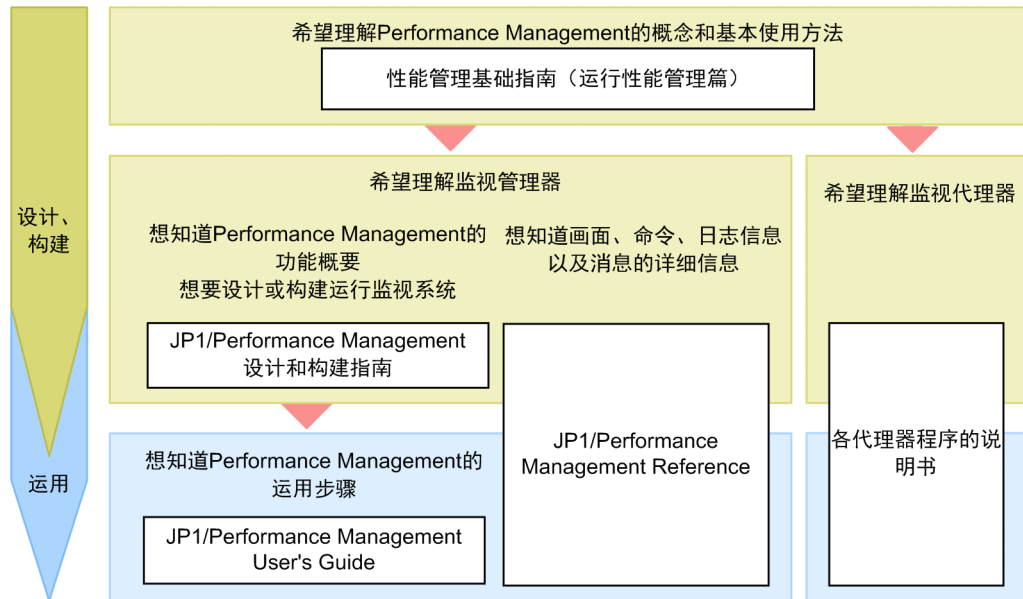 希望理解Performance Management的概念和基本使用方法
性能管理基础指南（运行性能管理篇）
设计、
构建
希望理解监视管理器
想知道Performance Management的
功能概要
想要设计或构建运行监视系统
JP1/Performance Management
设计和构建指南
想知道画面、命令、日志信息
以及消息的详细信息
JP1/Performance
Management Reference
希望理解监视代理器
各代理器程序的说
明书
运用
想知道Performance Management的
运用步骤
JP1/Performance Management
User's Guide